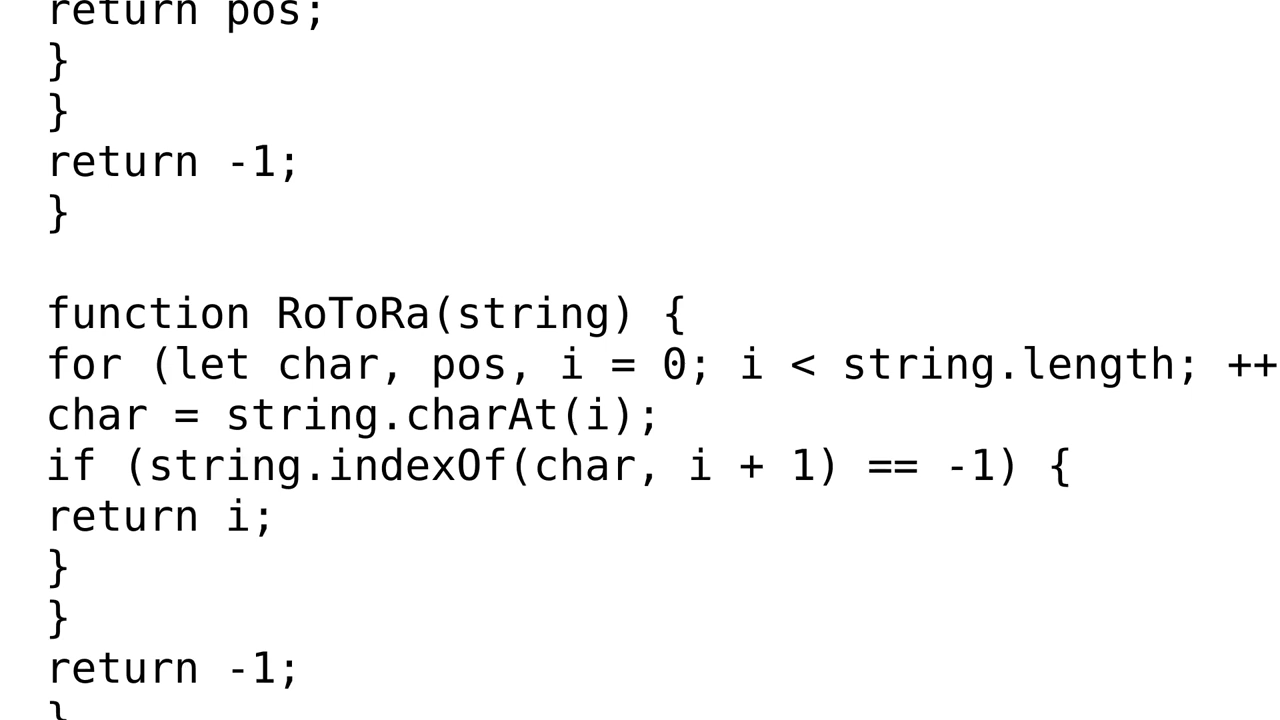 return pos;
}
}
return -1;
}

function RoToRa(string) {
for (let char, pos, i = 0; i < string.length; ++
char = string.charAt(i);
if (string.indexOf(char, i + 1) == -1) {
return i;
}
}
return -1;
}